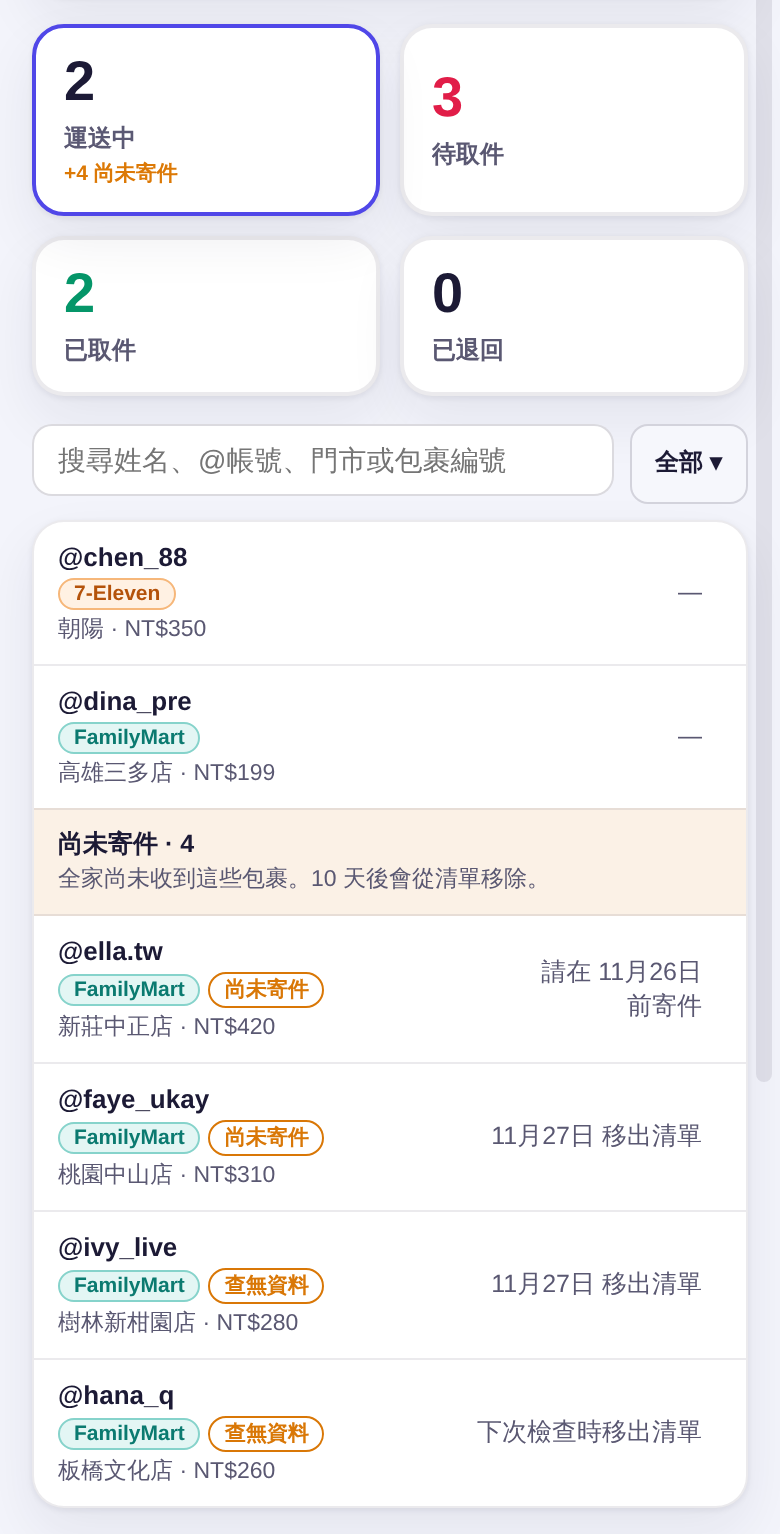 2
運送中
+4 尚未寄件
3
待取件
2
已取件
0
已退回
搜尋姓名、@帳號、門市或包裹編號
全部 ▾
@chen_88
7-Eleven
朝陽 · NT$350
—
@dina_pre
FamilyMart
高雄三多店 · NT$199
—
尚未寄件 · 4
全家尚未收到這些包裹。10 天後會從清單移除。
@ella.tw
FamilyMart 尚未寄件
新莊中正店 · NT$420
請在 11月26日
前寄件
@faye_ukay
FamilyMart 尚未寄件
桃園中山店 · NT$310
11月27日 移出清單
@ivy_live
FamilyMart 查無資料
樹林新柑園店 · NT$280
11月27日 移出清單
@hana_q
FamilyMart 查無資料
板橋文化店 · NT$260
下次檢查時移出清單